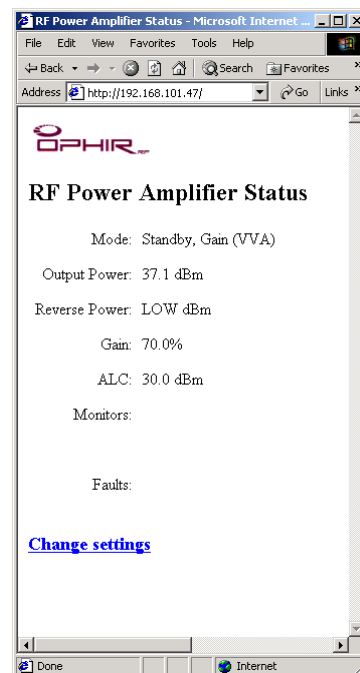 RF Power Amplifier Status - Microsoft Internet ...
File Edit View Favorites Tools Help
Back Search Favorites »
Address http://192.168.101.47/ Go Links »
OPHIR RF
RF Power Amplifier Status
Mode: Standby, Gain (VVA)
Output Power: 37.1 dBm
Reverse Power: LOW dBm
Gain: 70.0%
ALC: 30.0 dBm
Monitors:
Faults:
Change settings
Done Internet